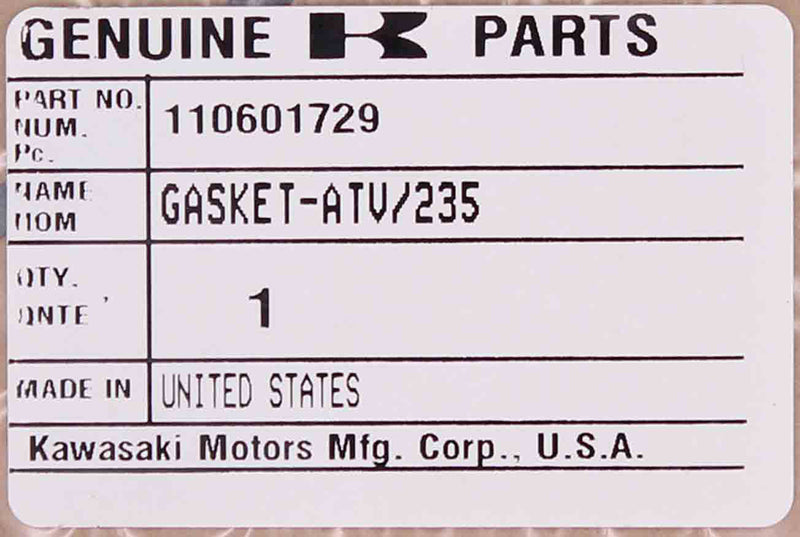 GENUINE K PARTS
PART NO. 110601729
NUM.
Pc.
NAME GASKET-ATV/235
NOM
QTY. 1
QNTE
MADE IN UNITED STATES
Kawasaki Motors Mfg. Corp., U.S.A.